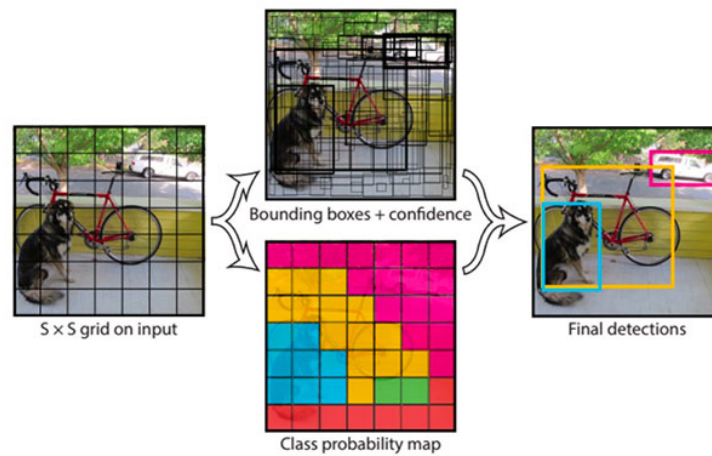 Bounding boxes + confidence
S × S grid on input
Final detections
Class probability map